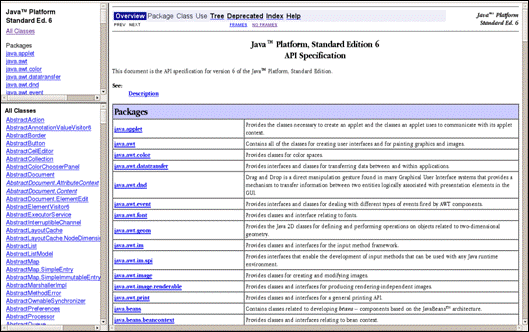 Java™ Platform
Standard Ed. 6
All Classes
Packages
java.applet
java.awt
java.awt.color
java.awt.datatransfer
java.awt.dnd
java.awt.event
All Classes
AbstractAction
AbstractAnnotationValueVisitor6
AbstractBorder
AbstractButton
AbstractCellEditor
AbstractCollection
AbstractColorChooserPanel
AbstractDocument
AbstractDocument.AttributeContext
AbstractDocument.Content
AbstractDocument.ElementEdit
AbstractElementVisitor6
AbstractExecutorService
AbstractInterruptibleChannel
AbstractLayoutCache
AbstractLayoutCache.NodeDimensio
AbstractList
AbstractListModel
AbstractMap
AbstractMap.SimpleEntry
AbstractMap.SimpleImmutableEntry
AbstractMarshallerImpl
AbstractMethodError
AbstractOwnableSynchronizer
AbstractPreferences
AbstractProcessor
AbstractQueue
Overview Package Class Use Tree Deprecated Index Help
PREV NEXT FRAMES NO FRAMES
Java™ Platform
Standard Ed. 6
Java™ Platform, Standard Edition 6
API Specification
This document is the API specification for version 6 of the Java™ Platform, Standard Edition.
See:
Description
Packages
java.applet Provides the classes necessary to create an applet and the classes an applet uses to communicate with its applet
context.
java.awt Contains all of the classes for creating user interfaces and for painting graphics and images.
java.awt.color Provides classes for color spaces.
java.awt.datatransfer Provides interfaces and classes for transferring data between and within applications.
java.awt.dnd Drag and Drop is a direct manipulation gesture found in many Graphical User Interface systems that provides a
mechanism to transfer information between two entities logically associated with presentation elements in the
GUI.
java.awt.event Provides interfaces and classes for dealing with different types of events fired by AWT components.
java.awt.font Provides classes and interface relating to fonts.
java.awt.geom Provides the Java 2D classes for defining and performing operations on objects related to two-dimensional
geometry.
java.awt.im Provides classes and interfaces for the input method framework.
java.awt.im.spi Provides interfaces that enable the development of input methods that can be used with any Java runtime
environment.
java.awt.image Provides classes for creating and modifying images.
java.awt.image.renderable Provides classes and interfaces for producing rendering-independent images.
java.awt.print Provides classes and interfaces for a general printing API.
java.beans Contains classes related to developing beans -- components based on the JavaBeans™ architecture.
java.beans.beancontext Provides classes and interfaces relating to bean context.